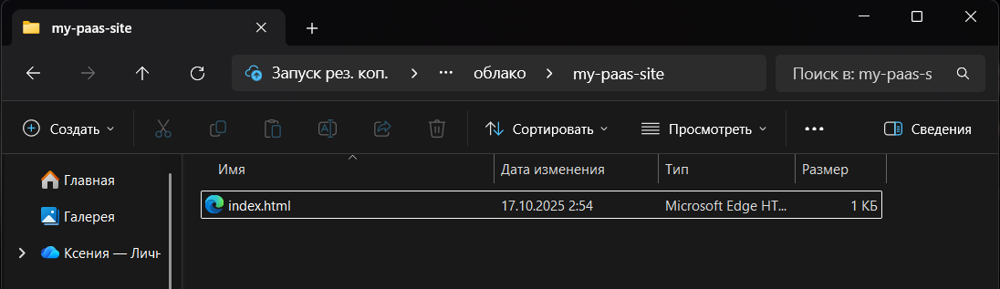 my-paas-site
Запуск рез. коп. ... облако my-paas-site Поиск в: my-paas-s
Создать Сортировать Просмотреть ... Сведения
Имя Дата изменения Тип Размер
Главная
index.html 17.10.2025 2:54 Microsoft Edge HT... 1 КБ
Галерея
Ксения — Личн